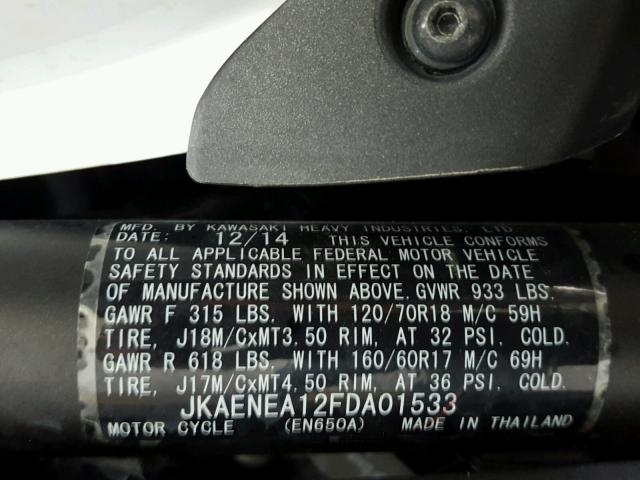 MFD. BY KAWASAKI HEAVY INDUSTRIES, LTD.
DATE: 12/14 THIS VEHICLE CONFORMS
TO ALL APPLICABLE FEDERAL MOTOR VEHICLE
SAFETY STANDARDS IN EFFECT ON THE DATE
OF MANUFACTURE SHOWN ABOVE. GVWR 933 LBS.
GAWR F 315 LBS. WITH 120/70R18 M/C 59H
TIRE, J18M/CxMT3.50 RIM, AT 32 PSI. COLD.
GAWR R 618 LBS. WITH 160/60R17 M/C 69H
TIRE, J17M/CxMT4.50 RIM, AT 36 PSI. COLD.
JKAENEA12FDA01533
MOTOR CYCLE (EN650A) MADE IN THAILAND